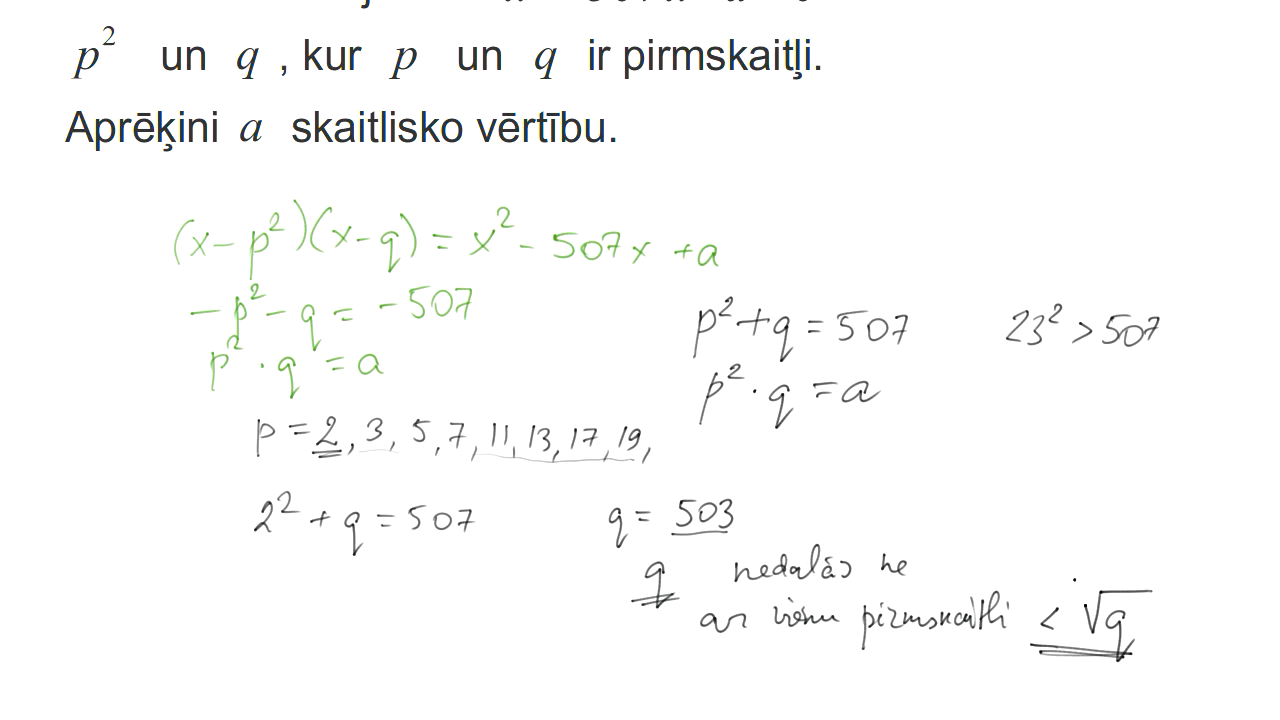 p² un q , kur p un q ir pirmskaitļi.
Aprēķini a skaitlisko vērtību.
(x-p²)(x-q) = x² - 507x + a
-p² - q = -507
p² · q = a
p² + q = 507
23² > 507
p² · q = a
p = 2, 3, 5, 7, 11, 13, 17, 19,
2² + q = 507
q = 503
q nedalās ne
ar vienu pirmskaitli < √q